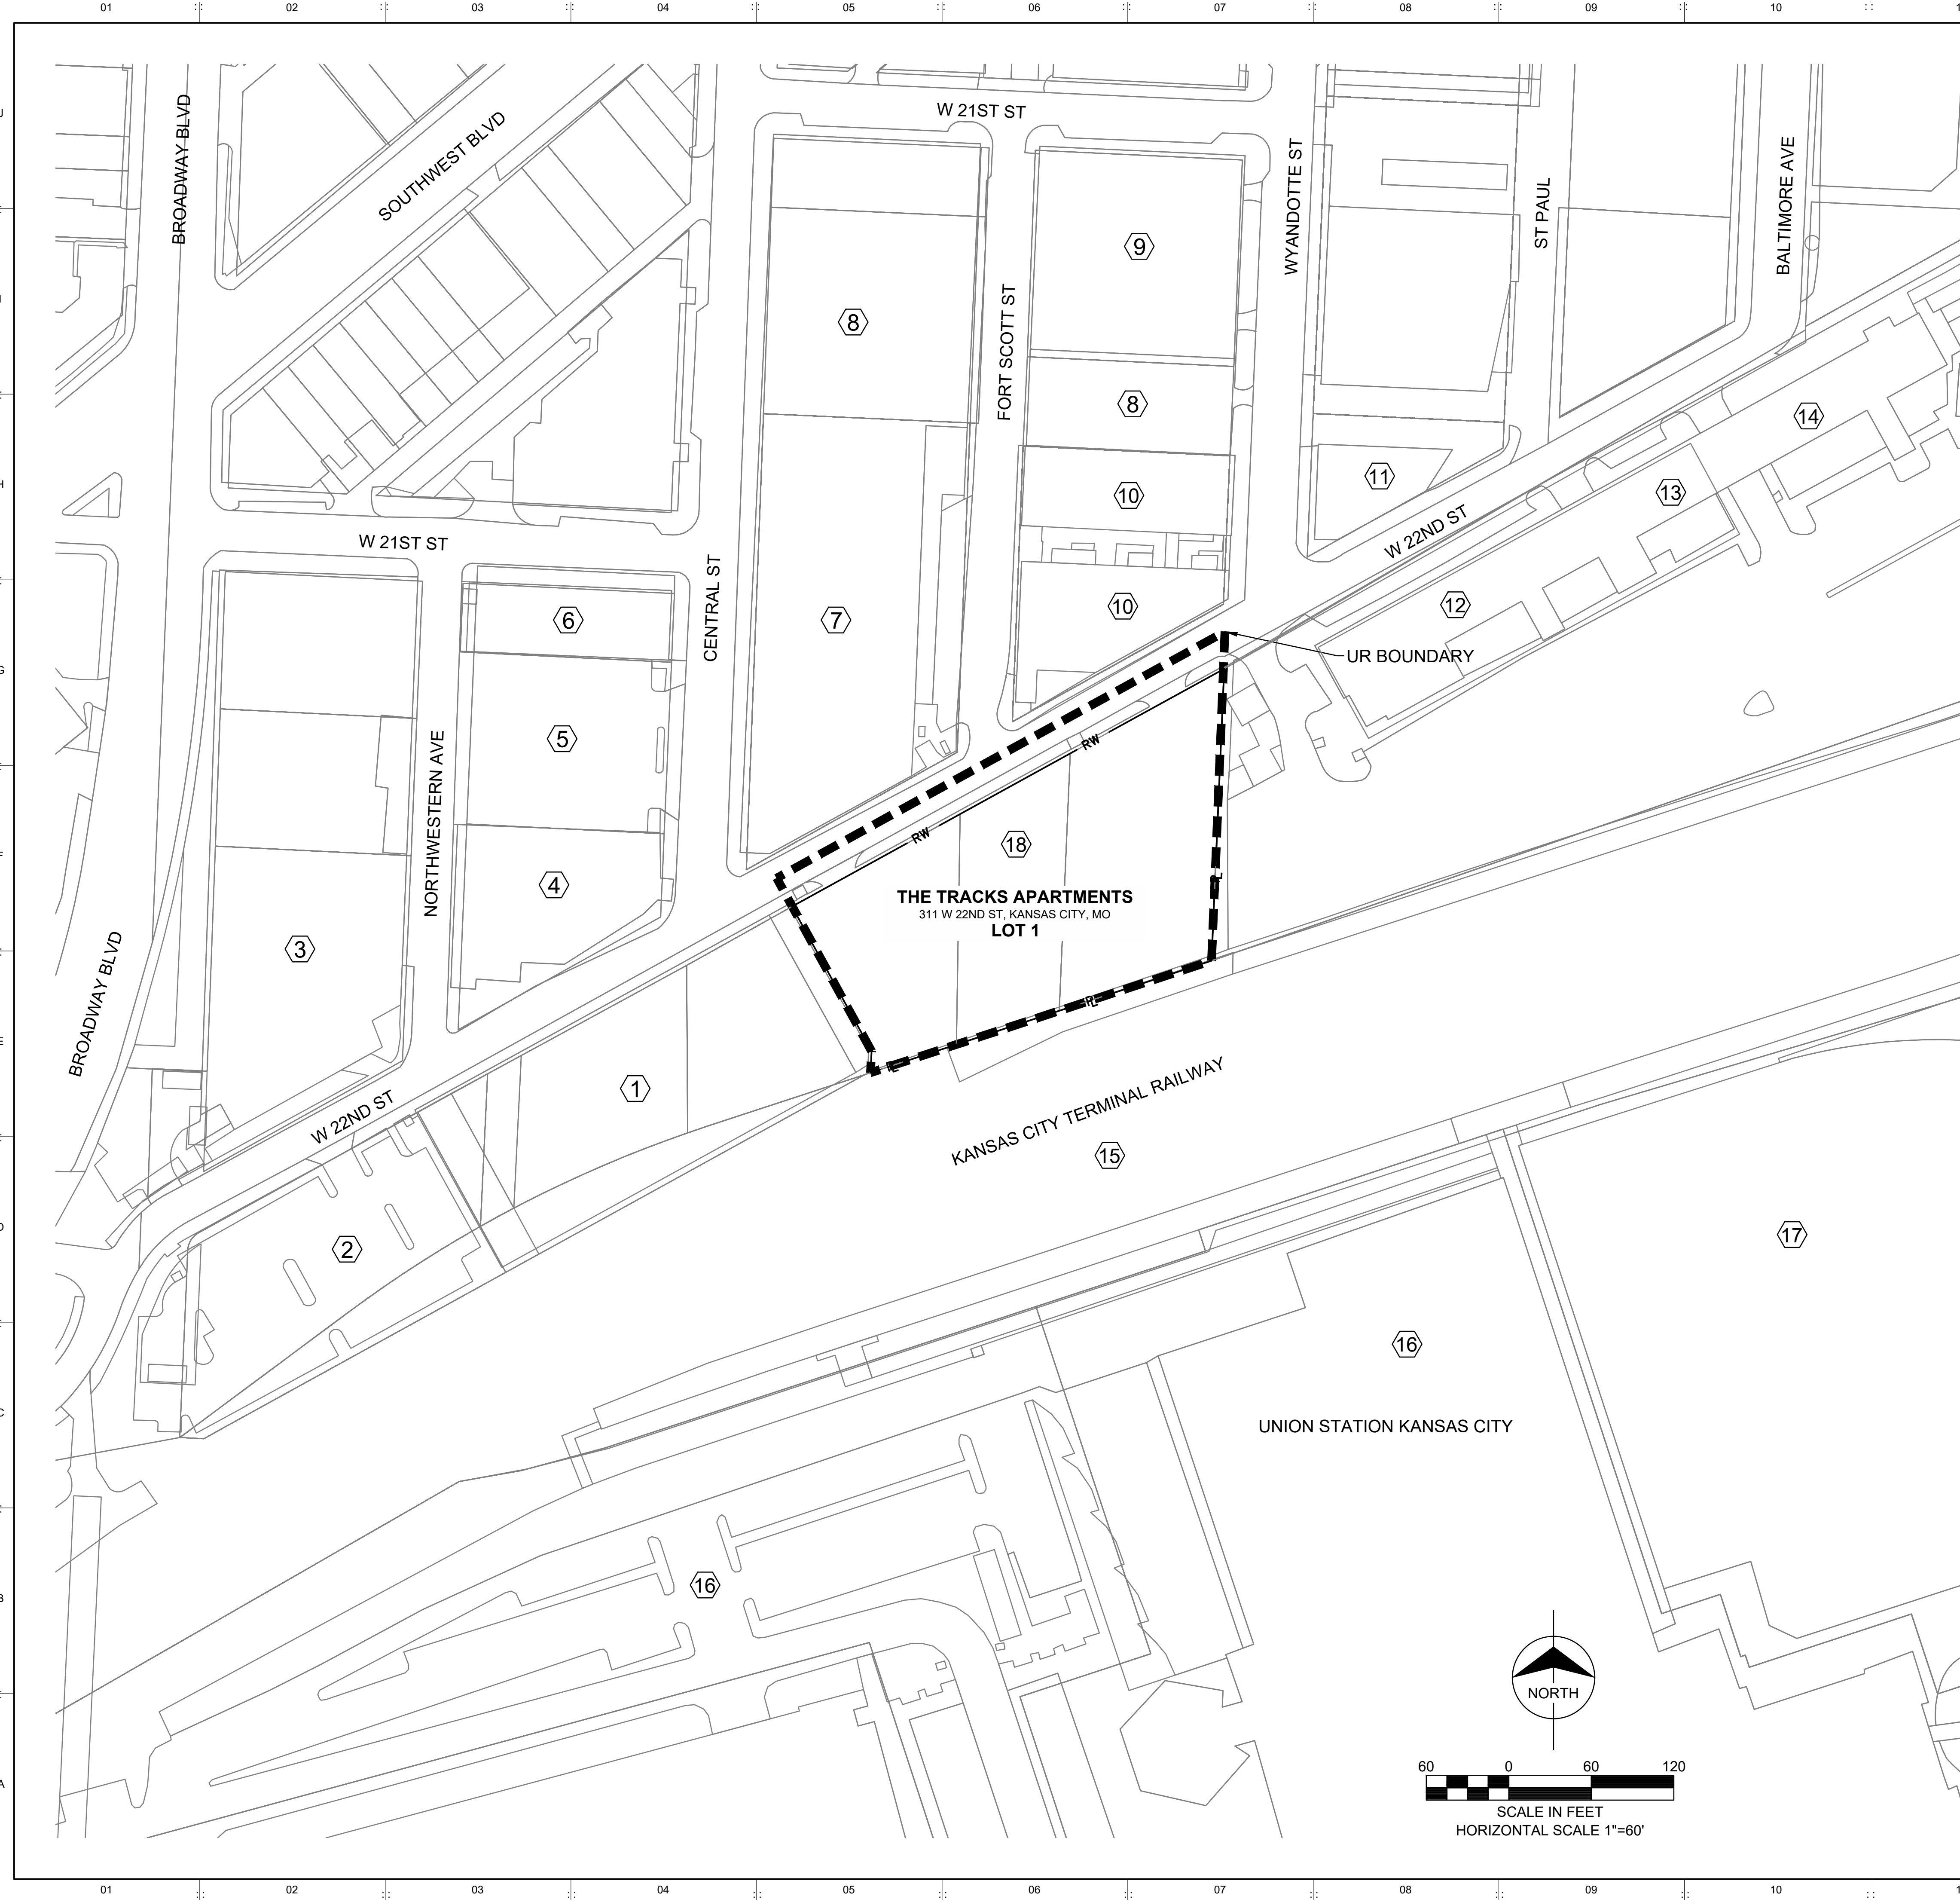 01 02 03 04 05 06 07 08 09 10
W 21ST ST
BROADWAY BLVD
SOUTHWEST BLVD
WYANDOTTE ST
ST PAUL
BALTIMORE AVE
J
9
FORT SCOTT ST
8
8
14
11
10
13
H
W 22ND ST
W 21ST ST
CENTRAL ST
6
7
10
12
UR BOUNDARY
G
5
NORTHWESTERN AVE
RW
RW
18
4
F
THE TRACKS APARTMENTS
311 W 22ND ST, KANSAS CITY, MO
LOT 1
3
BROADWAY BLVD
PL
E
1
W 22ND ST
KANSAS CITY TERMINAL RAILWAY
15
D
2
17
16
C
UNION STATION KANSAS CITY
16
B
NORTH
A
60 0 60 120
SCALE IN FEET
HORIZONTAL SCALE 1"=60'
01 02 03 04 05 06 07 08 09 10